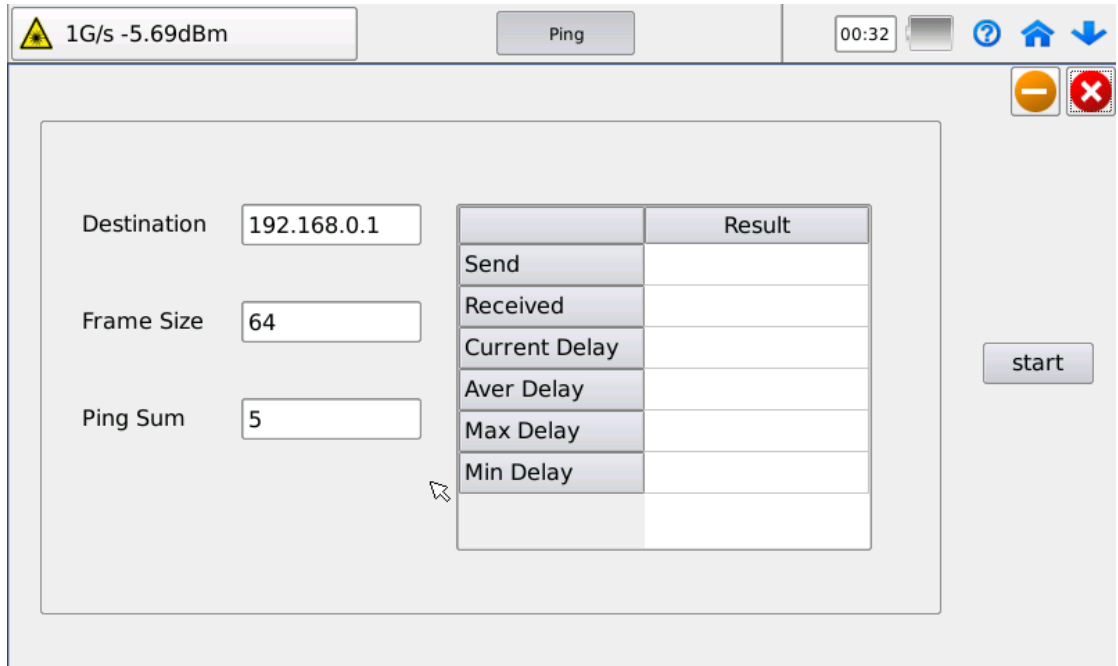 1G/s -5.69dBm
Ping
00:32
Destination 192.168.0.1
Frame Size 64
Ping Sum 5
Result
Send
Received
Current Delay
Aver Delay
Max Delay
Min Delay
start